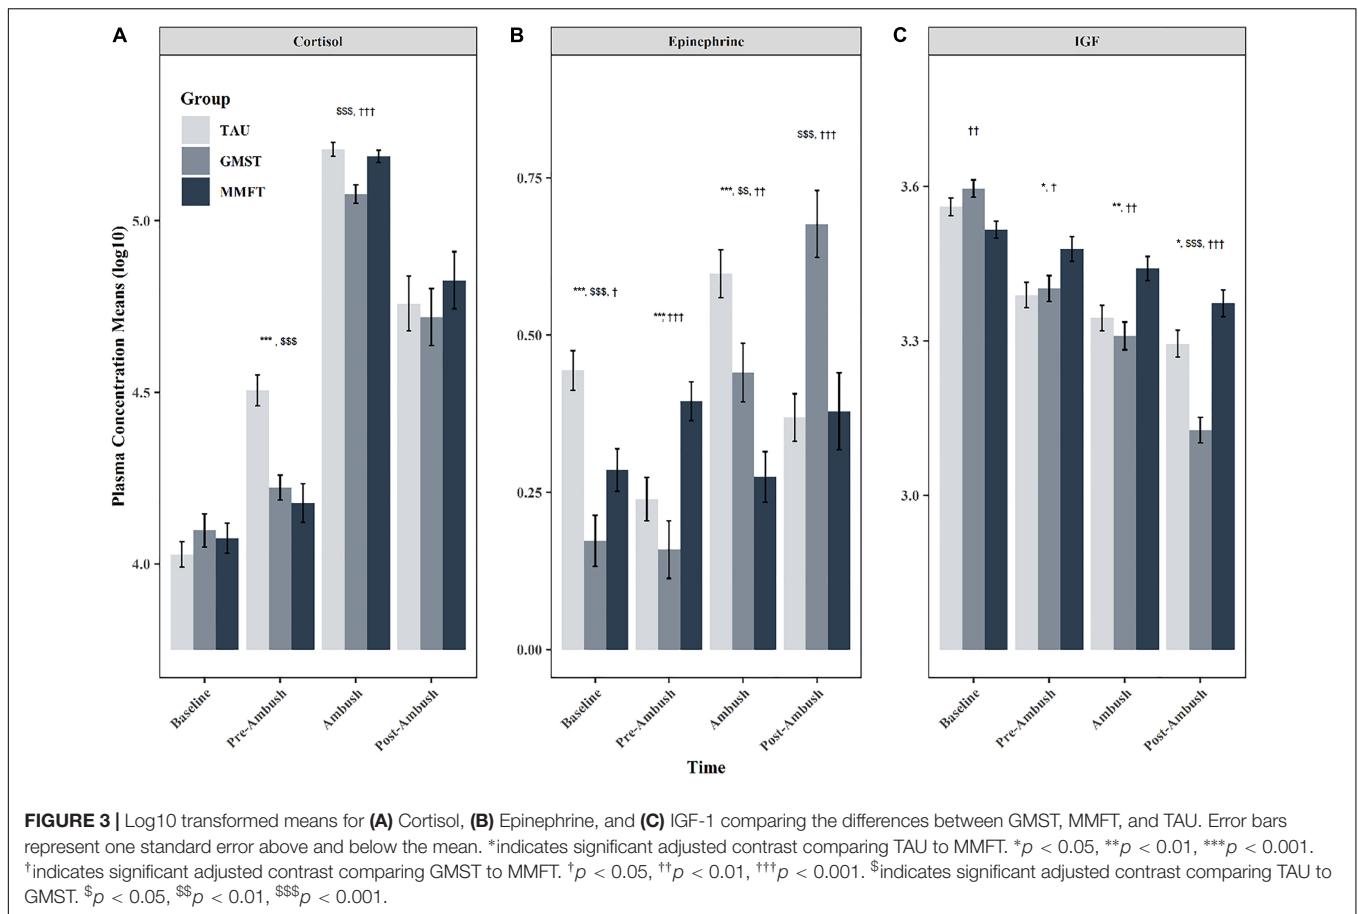 A
Cortisol
B
Epinephrine
C
IGF
Group
TAU
GMST
MMFT
Plasma Concentration Means (log10)
5.0
4.5
4.0
*** , $$$
$$$, †††
Baseline
Pre-Ambush
Ambush
Post-Ambush
0.75
0.50
0.25
0.00
***, $$$, †
***, †††
***, $$, ††
$$$, †††
Baseline
Pre-Ambush
Ambush
Post-Ambush
3.6
3.3
3.0
††
*, †
**, ††
*, $$$, †††
Baseline
Pre-Ambush
Ambush
Post-Ambush
Time
FIGURE 3 | Log10 transformed means for (A) Cortisol, (B) Epinephrine, and (C) IGF-1 comparing the differences between GMST, MMFT, and TAU. Error bars
represent one standard error above and below the mean. *indicates significant adjusted contrast comparing TAU to MMFT. *p < 0.05, **p < 0.01, ***p < 0.001.
†indicates significant adjusted contrast comparing GMST to MMFT. †p < 0.05, ††p < 0.01, †††p < 0.001. $indicates significant adjusted contrast comparing TAU to
GMST. $p < 0.05, $$p < 0.01, $$$p < 0.001.